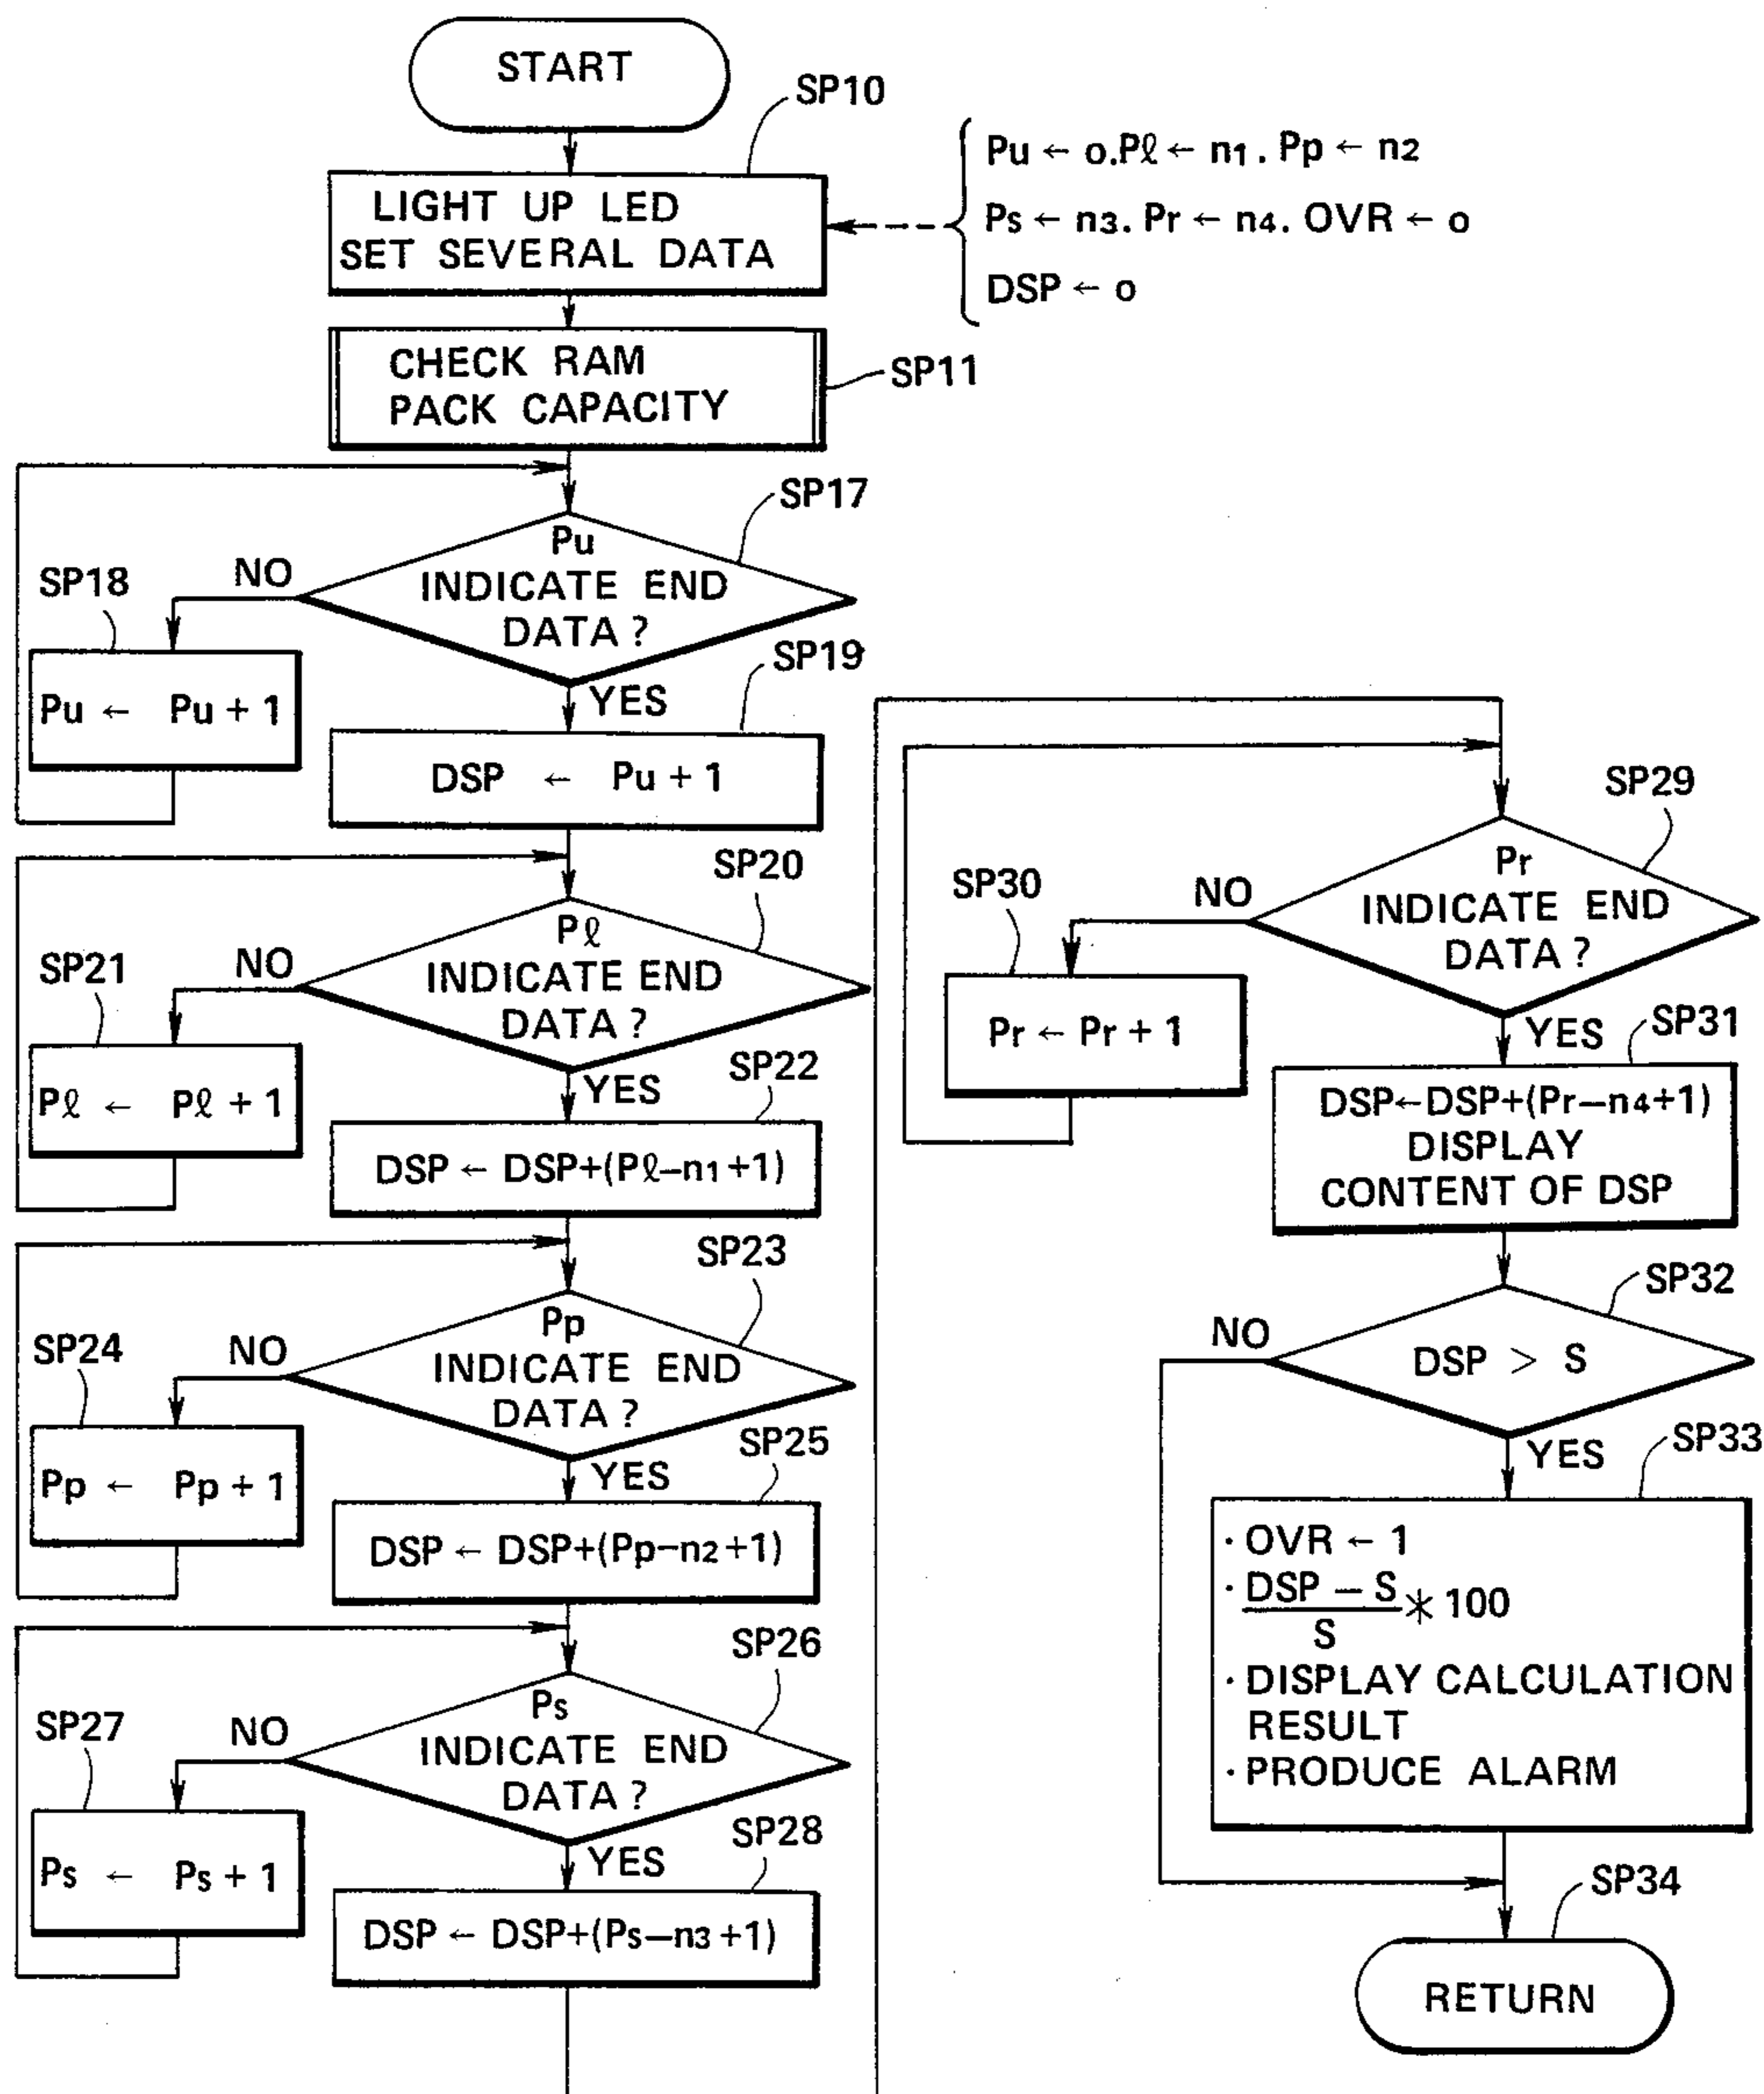 START
SP10
LIGHT UP LED
SET SEVERAL DATA
Pu ← o.Pℓ ← n1. Pp ← n2
Ps ← n3. Pr ← n4. OVR ← o
DSP ← o
CHECK RAM
PACK CAPACITY
SP11
SP17
Pu
INDICATE END
DATA ?
NO
SP18
Pu ← Pu + 1
YES
SP19
DSP ← Pu + 1
SP20
Pℓ
INDICATE END
DATA ?
NO
SP21
Pℓ ← Pℓ + 1
YES
SP22
DSP ← DSP+(Pℓ–n1+1)
SP23
Pp
INDICATE END
DATA ?
NO
SP24
Pp ← Pp + 1
YES
SP25
DSP ← DSP+(Pp–n2+1)
SP26
Ps
INDICATE END
DATA ?
NO
SP27
Ps ← Ps + 1
YES
SP28
DSP ← DSP+(Ps–n3+1)
SP29
Pr
INDICATE END
DATA ?
NO
SP30
Pr ← Pr + 1
YES
SP31
DSP←DSP+(Pr–n4+1)
DISPLAY
CONTENT OF DSP
SP32
DSP > S
NO
YES
SP33
· OVR ← 1
· DSP – S
S
* 100
· DISPLAY CALCULATION
RESULT
· PRODUCE ALARM
SP34
RETURN